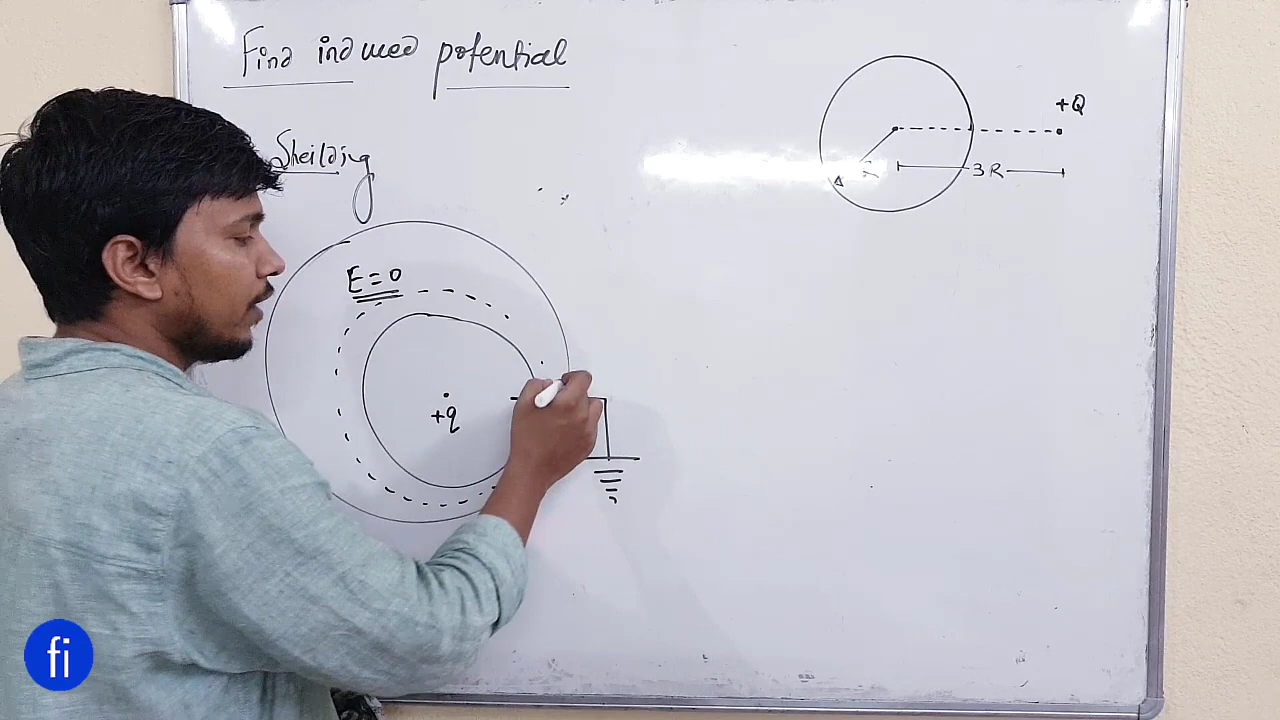 Find induced potential
+Q
Sheilding
3R
E=0
+q
fi